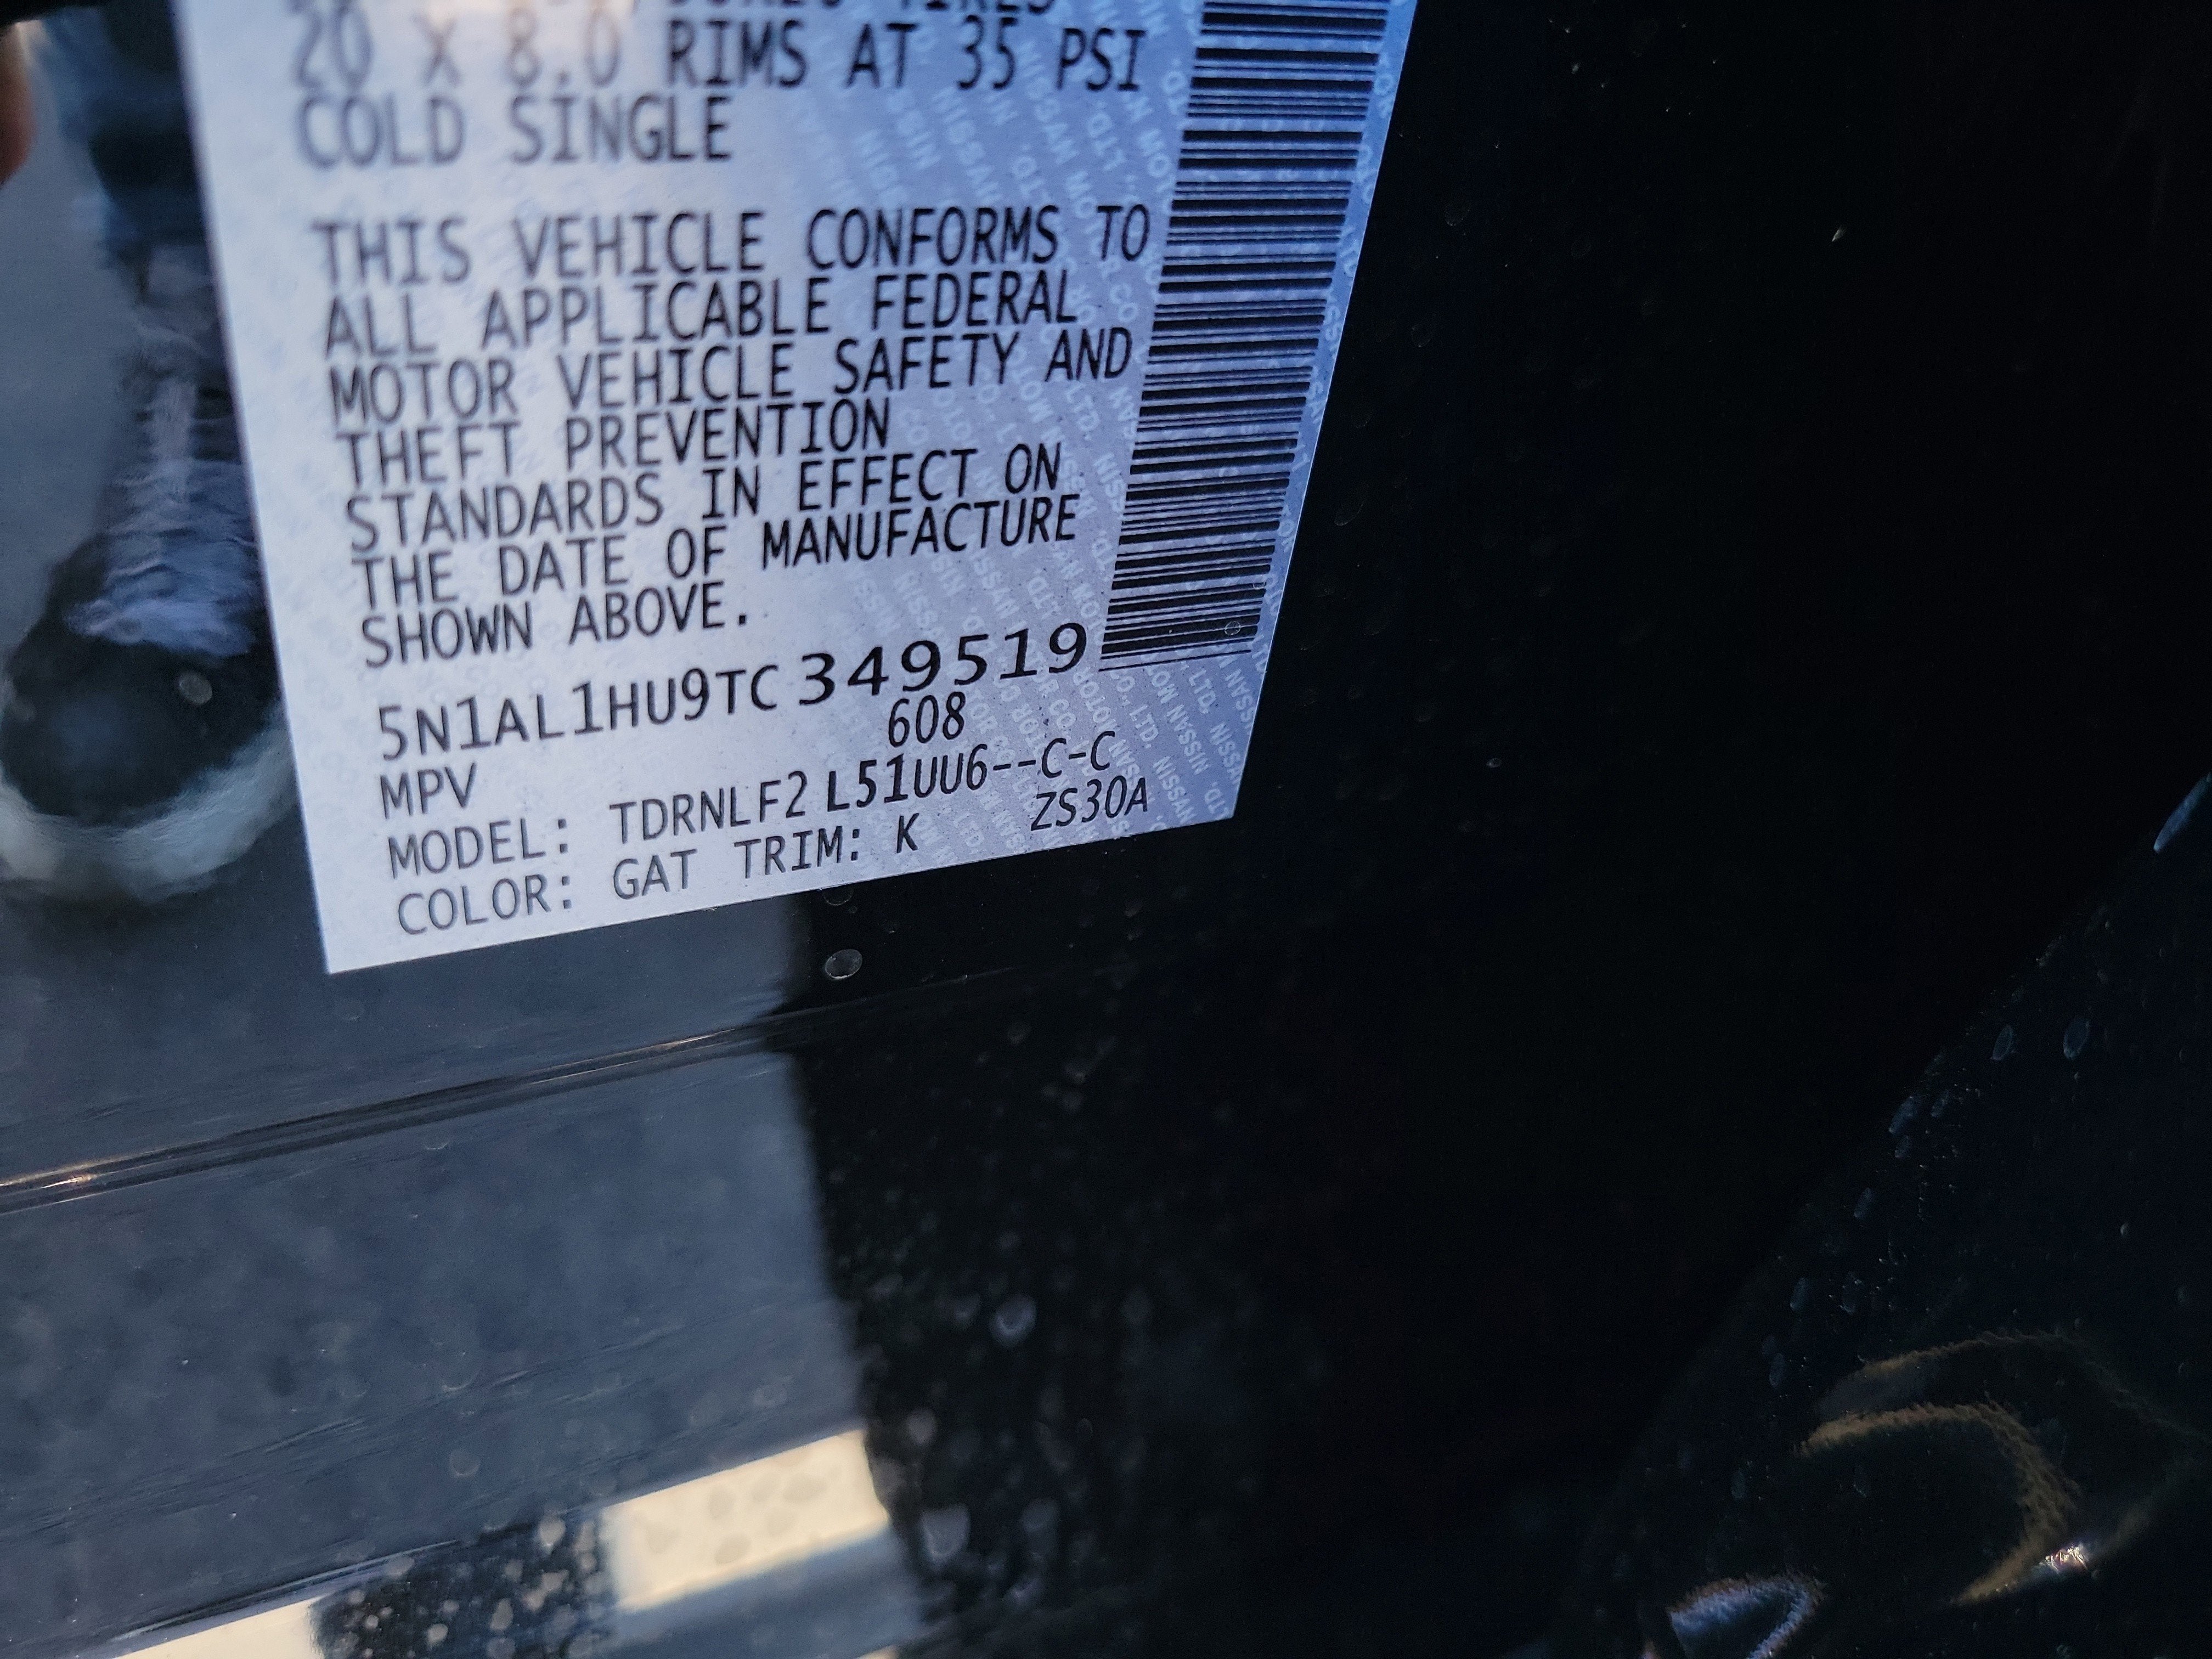 20 X 8.0 RIMS AT 35 PSI
COLD SINGLE
THIS VEHICLE CONFORMS TO
ALL APPLICABLE FEDERAL
MOTOR VEHICLE SAFETY AND
THEFT PREVENTION
STANDARDS IN EFFECT ON
THE DATE OF MANUFACTURE
SHOWN ABOVE.
5N1AL1HU9TC 349519
608
MPV
MODEL: TDRNLF2 L51UU6--C-C
COLOR: GAT TRIM: K ZS30A